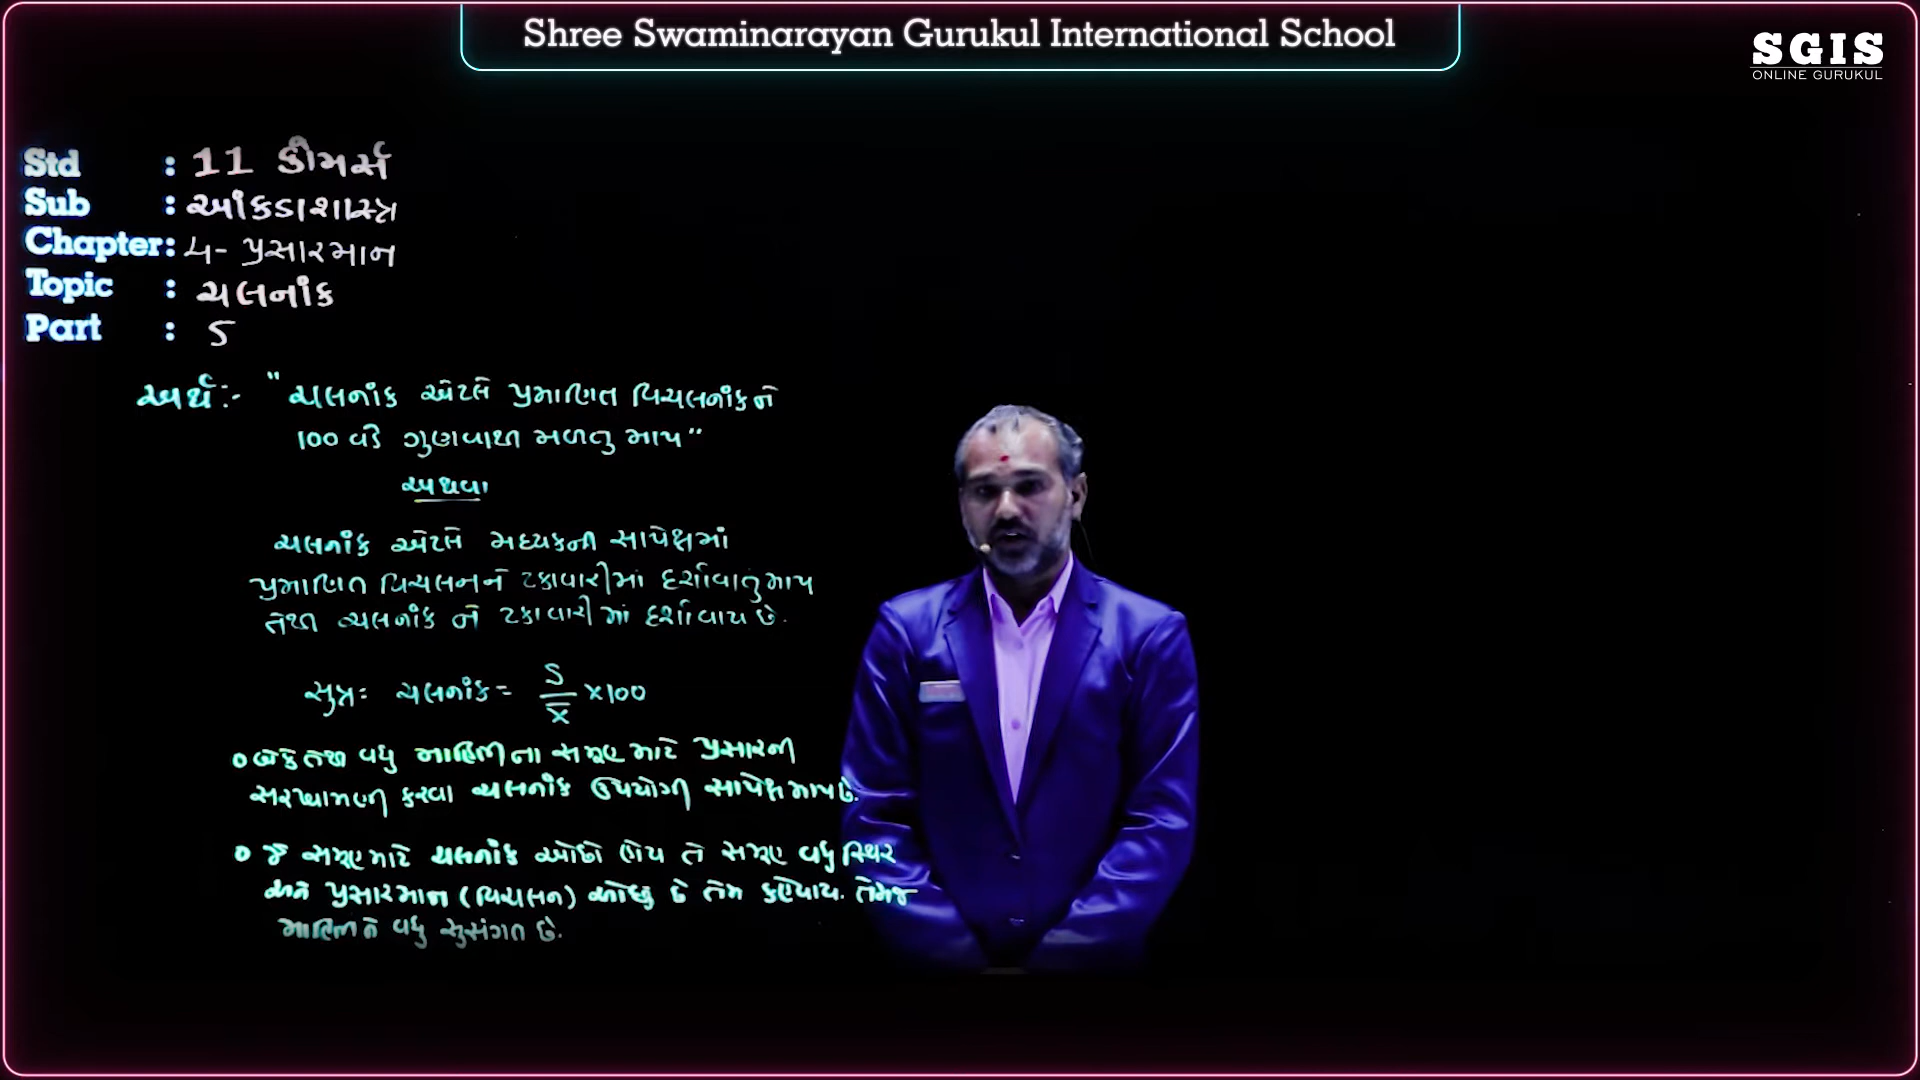 Shree Swaminarayan Gurukul International School
SGIS
ONLINE GURUKUL
Std : 11 કોમર્સ
Sub : આંકડાશાસ્ત્ર
Chapter: 4- પ્રસારમાન
Topic : ચલનાંક
Part : 5
અર્થ:- "ચલનાંક એટલે પ્રમાણિત વિચલનાંકને
100 વડે ગુણવાથી મળતુ માપ"
અથવા
ચલનાંક એટલે મધ્યકની સાપેક્ષમાં
પ્રમાણિત વિચલનને ટકાવારીમાં દર્શાવાતું માપ
તેથી ચલનાંક ને ટકાવારીમાં દર્શાવાય છે.
સુત્ર: ચલનાંક = S/x̄ ×100
વધુ માહિતીના સમૂહ માટે પ્રસારની
સરખામણી કરવા ચલનાંક ઉપયોગી સાપેક્ષ માપ છે.
જે સમૂહ માટે ચલનાંક ઓછો હોય તે સમૂહ વધુ સ્થિર
અને પ્રસારમાન (વિચલન) ઓછુ છે તેમ કહેવાય. તેમજ
માહિતી વધુ સુસંગત છે.